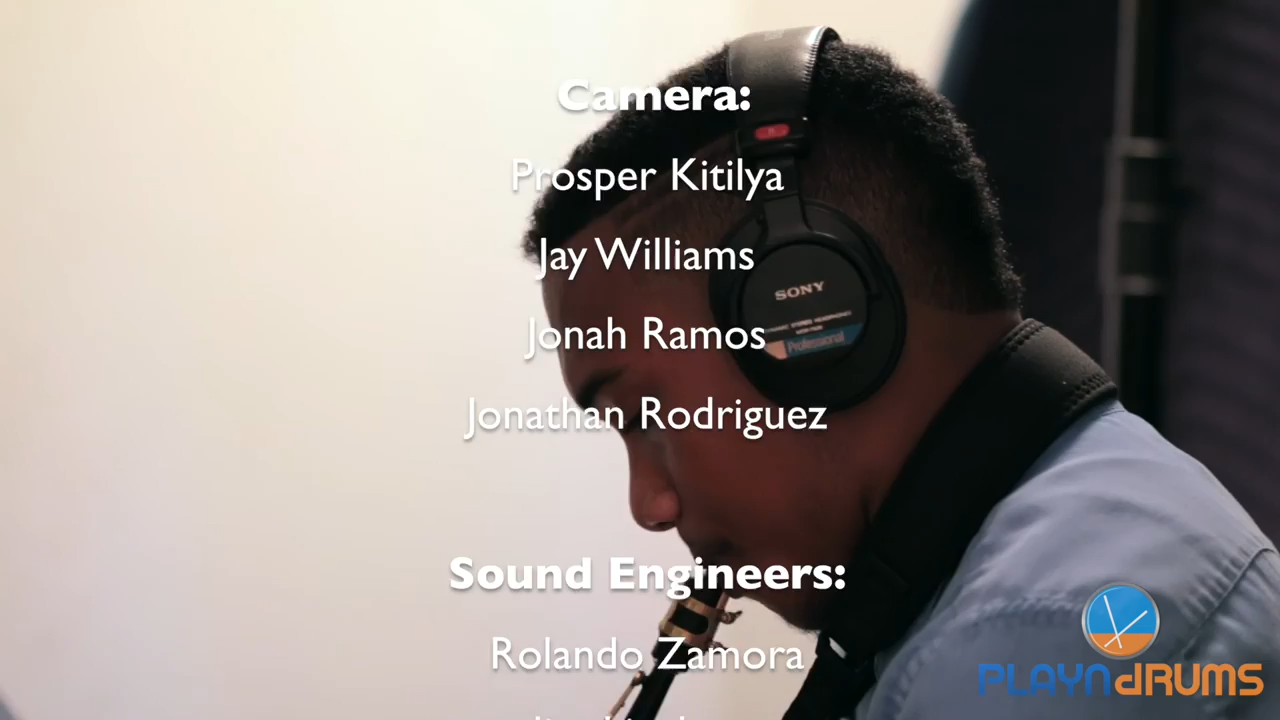 Camera:
Prosper Kitilya
Jay Williams
SONY
Jonah Ramos
Professional
Jonathan Rodriguez
Sound Engineers:
Rolando Zamora
PLAYNDRUMS